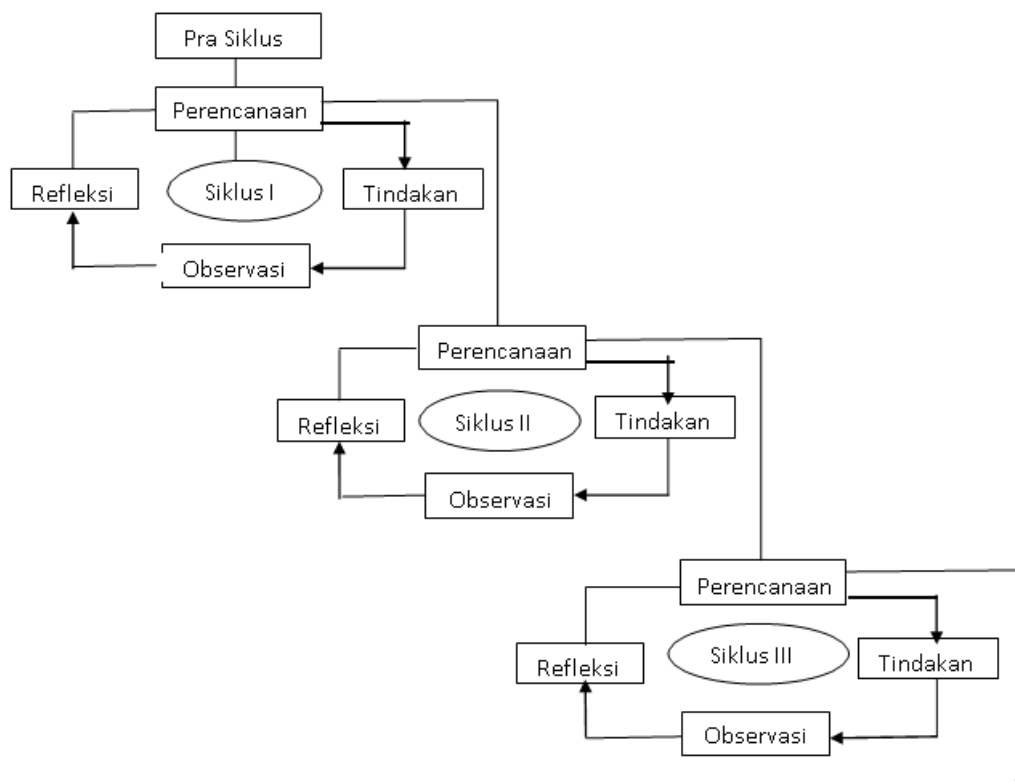 Pra Siklus
Perencanaan
Refleksi
Siklus I
Tindakan
Observasi
Perencanaan
Refleksi
Siklus II
Tindakan
Observasi
Perencanaan
Refleksi
Siklus III
Tindakan
Observasi